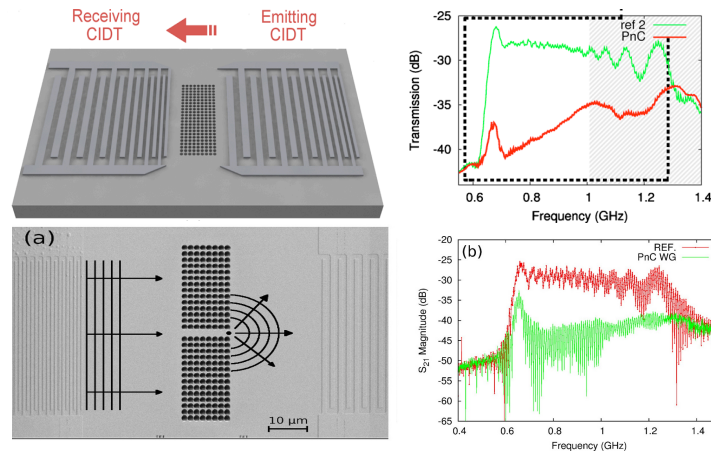 Receiving
CIDT
Emitting
CIDT
Transmission (dB)
-25
-30
-35
-40
ref 2
PnC
0.6
0.8
1
1.2
1.4
Frequency (GHz)
(a)
10 μm
(b)
S21 Magnitude (dB)
-15
-20
-25
-30
-35
-40
-45
-50
-55
-60
-65
REF.
PnC WG
0.4
0.6
0.8
1
1.2
1.4
Frequency (GHz)